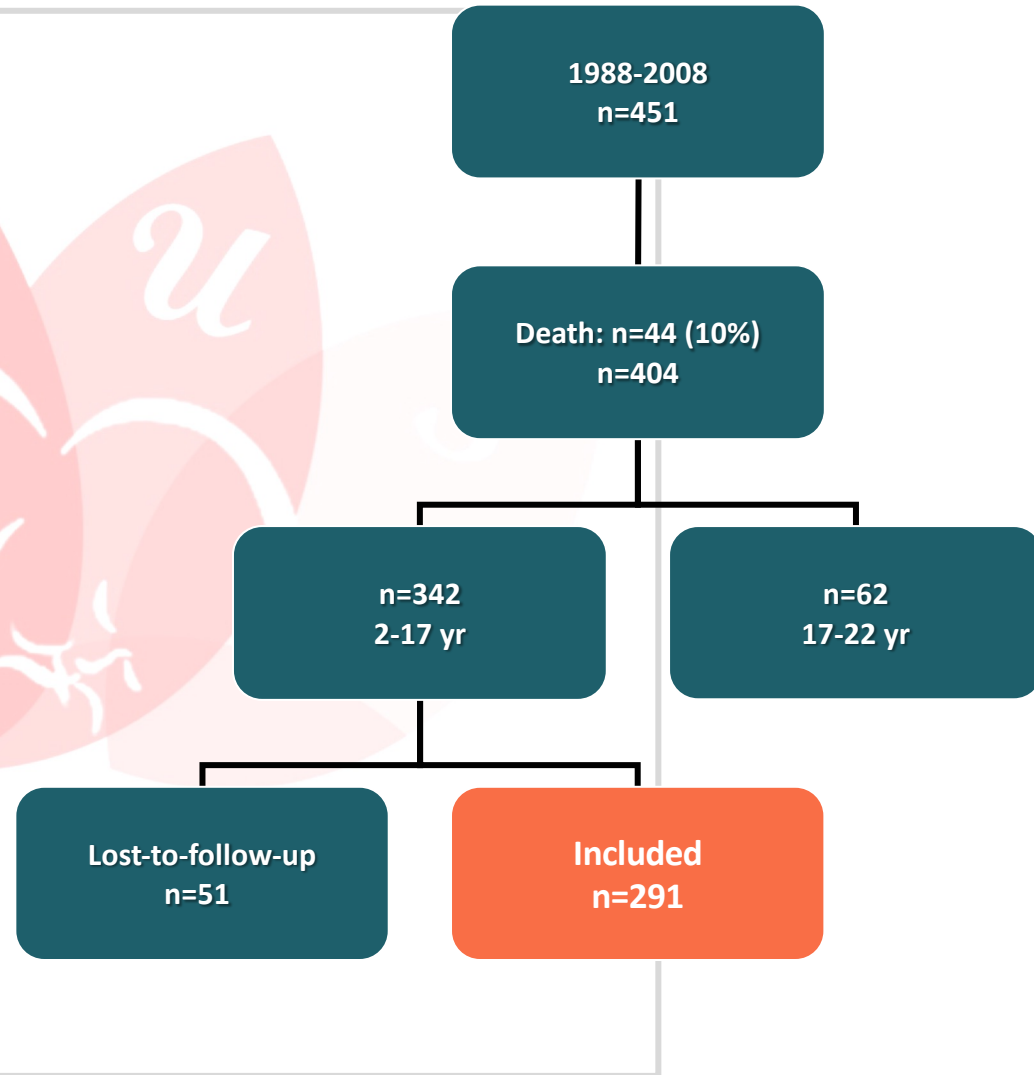 1988-2008
n=451
Death: n=44 (10%)
n=404
n=342
2-17 yr
n=62
17-22 yr
Lost-to-follow-up
n=51
Included
n=291
u